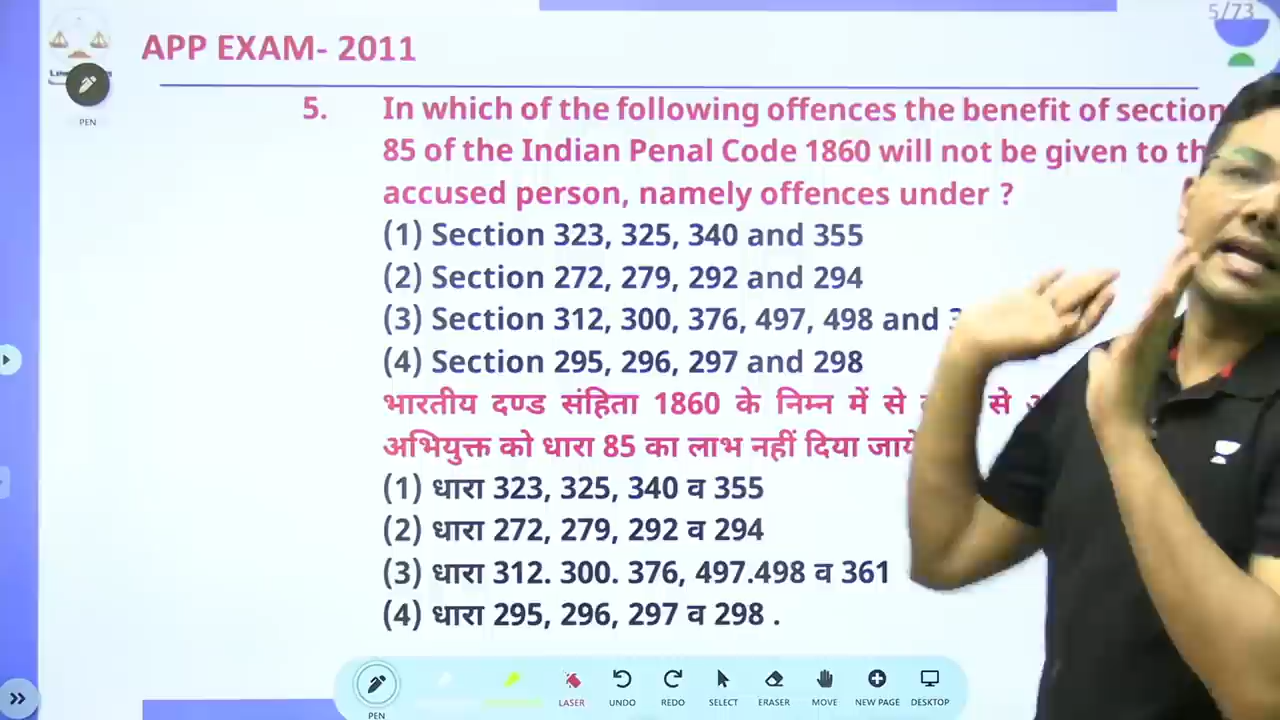 5/73
APP EXAM- 2011
PEN
5. In which of the following offences the benefit of section
85 of the Indian Penal Code 1860 will not be given to th
accused person, namely offences under ?
(1) Section 323, 325, 340 and 355
(2) Section 272, 279, 292 and 294
(3) Section 312, 300, 376, 497, 498 and
(4) Section 295, 296, 297 and 298
भारतीय दण्ड संहिता 1860 के निम्न में से से
अभियुक्त को धारा 85 का लाभ नहीं दिया जाये
(1) धारा 323, 325, 340 व 355
(2) धारा 272, 279, 292 व 294
(3) धारा 312. 300. 376, 497.498 व 361
(4) धारा 295, 296, 297 व 298 .
PEN LASER UNDO REDO SELECT ERASER MOVE NEW PAGE DESKTOP